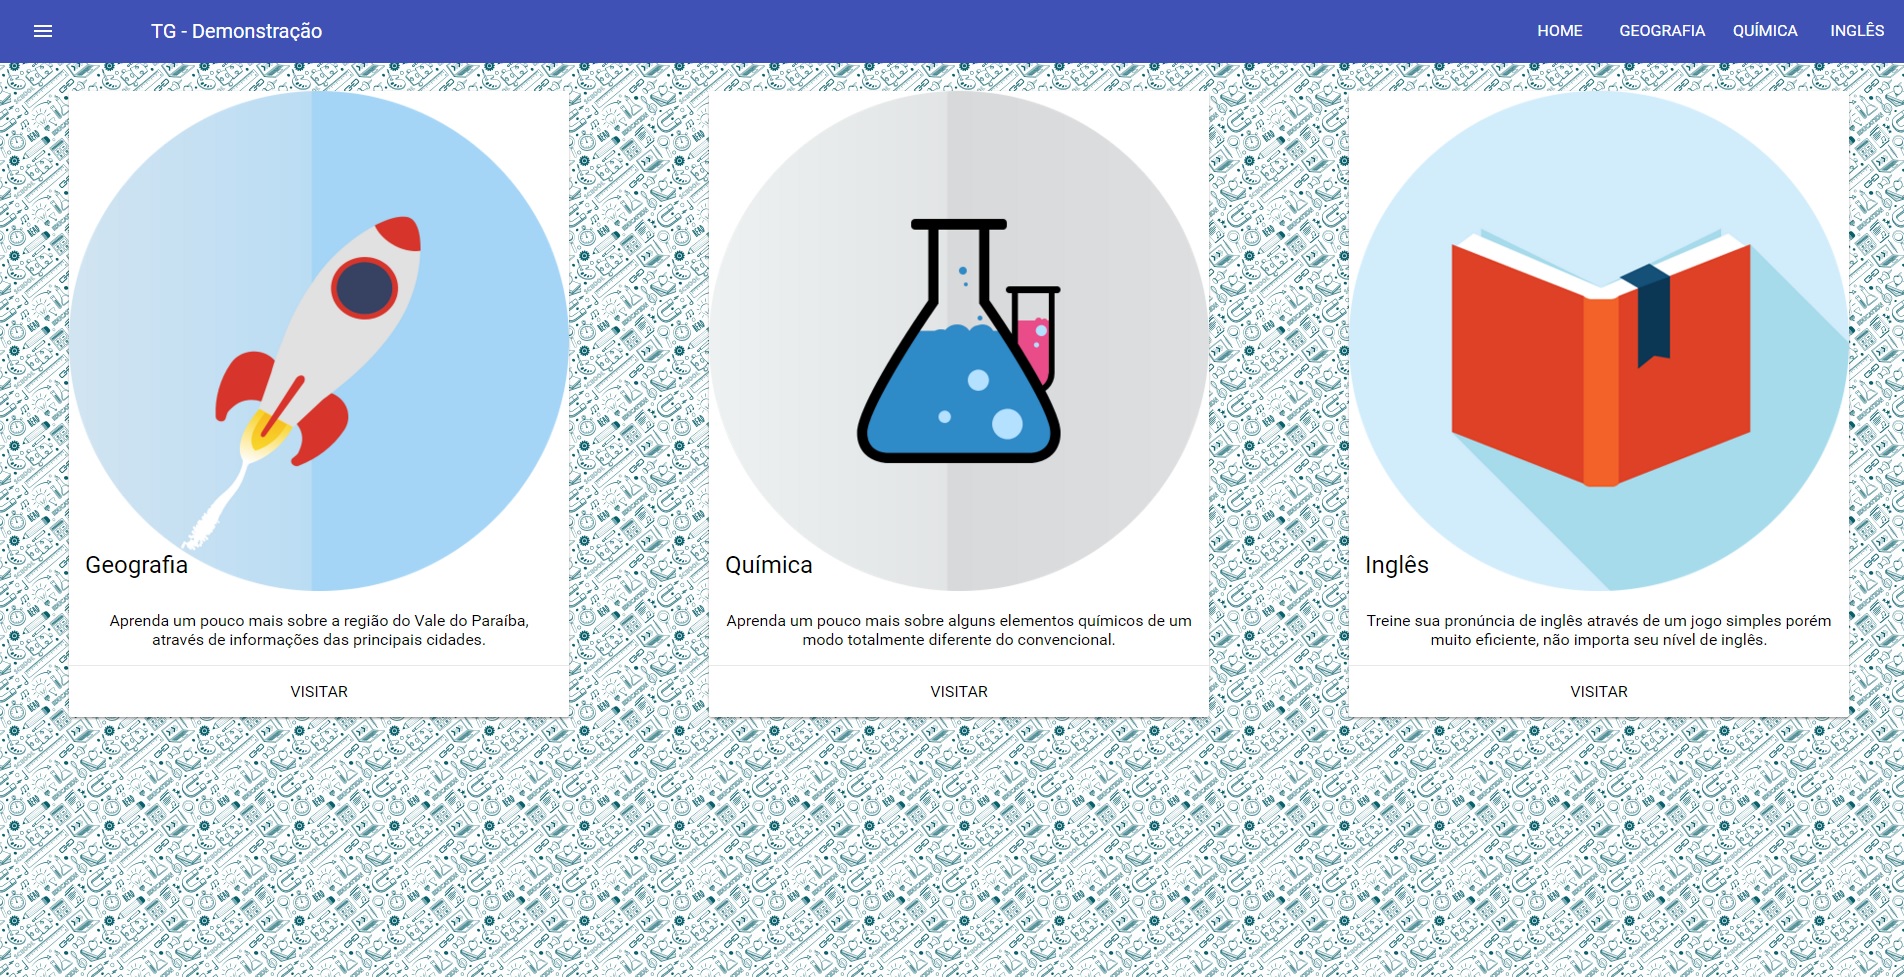 TG - Demonstração
HOME
GEOGRAFIA
QUÍMICA
INGLÊS
Geografia
Aprenda um pouco mais sobre a região do Vale do Paraíba,
através de informações das principais cidades.
VISITAR
Química
Aprenda um pouco mais sobre alguns elementos químicos de um
modo totalmente diferente do convencional.
VISITAR
Inglês
Treine sua pronúncia de inglês através de um jogo simples porém
muito eficiente, não importa seu nível de inglês.
VISITAR